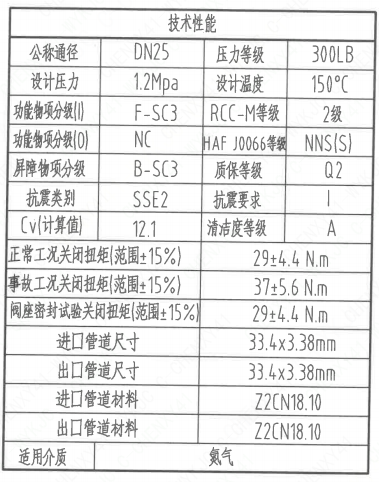 技术性能
公称通径 DN25 压力等级 300LB
设计压力 1.2Mpa 设计温度 150°C
功能物项分级(I) F-SC3 RCC-M等级 2级
功能物项分级(O) NC HAF J0066等级 NNS(S)
屏障物项分级 B-SC3 质保等级 Q2
抗震类别 SSE2 抗震要求 I
Cv(计算值) 12.1 清洁度等级 A
正常工况关闭扭矩(范围±15%) 29±4.4 N.m
事故工况关闭扭矩(范围±15%) 37±5.6 N.m
阀座密封试验关闭扭矩(范围±15%) 29±4.4 N.m
进口管道尺寸 33.4x3.38mm
出口管道尺寸 33.4x3.38mm
进口管道材料 Z2CN18.10
出口管道材料 Z2CN18.10
适用介质 氮气